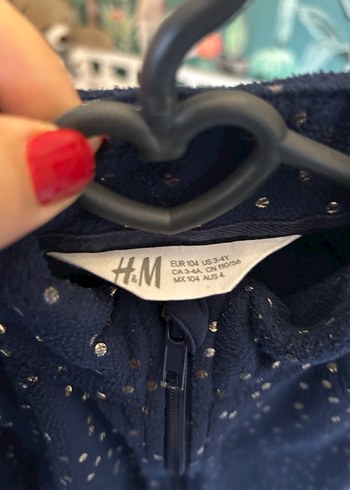 H&M
EUR 104 US 3-4Y.
CA 3-4A. CN 110/56
MX 104 AUS 4.